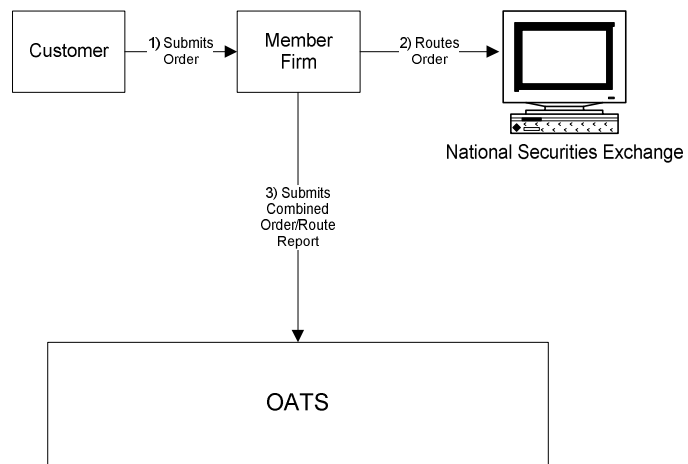 Customer
1) Submits
Order
Member
Firm
2) Routes
Order
National Securities Exchange
3) Submits
Combined
Order/Route
Report
OATS